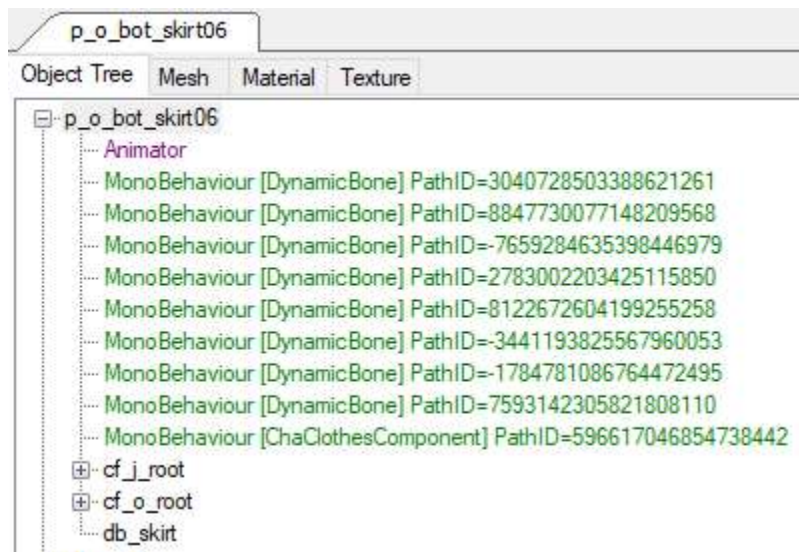 p_o_bot_skirt06
Object Tree Mesh Material Texture
p_o_bot_skirt06
Animator
MonoBehaviour [DynamicBone] PathID=3040728503388621261
MonoBehaviour [DynamicBone] PathID=8847730077148209568
MonoBehaviour [DynamicBone] PathID=-7659284635398446979
MonoBehaviour [DynamicBone] PathID=2783002203425115850
MonoBehaviour [DynamicBone] PathID=8122672604199255258
MonoBehaviour [DynamicBone] PathID=-3441193825567960053
MonoBehaviour [DynamicBone] PathID=-1784781086764472495
MonoBehaviour [DynamicBone] PathID=7593142305821808110
MonoBehaviour [ChaClothesComponent] PathID=596617046854738442
cf_j_root
cf_o_root
db_skirt